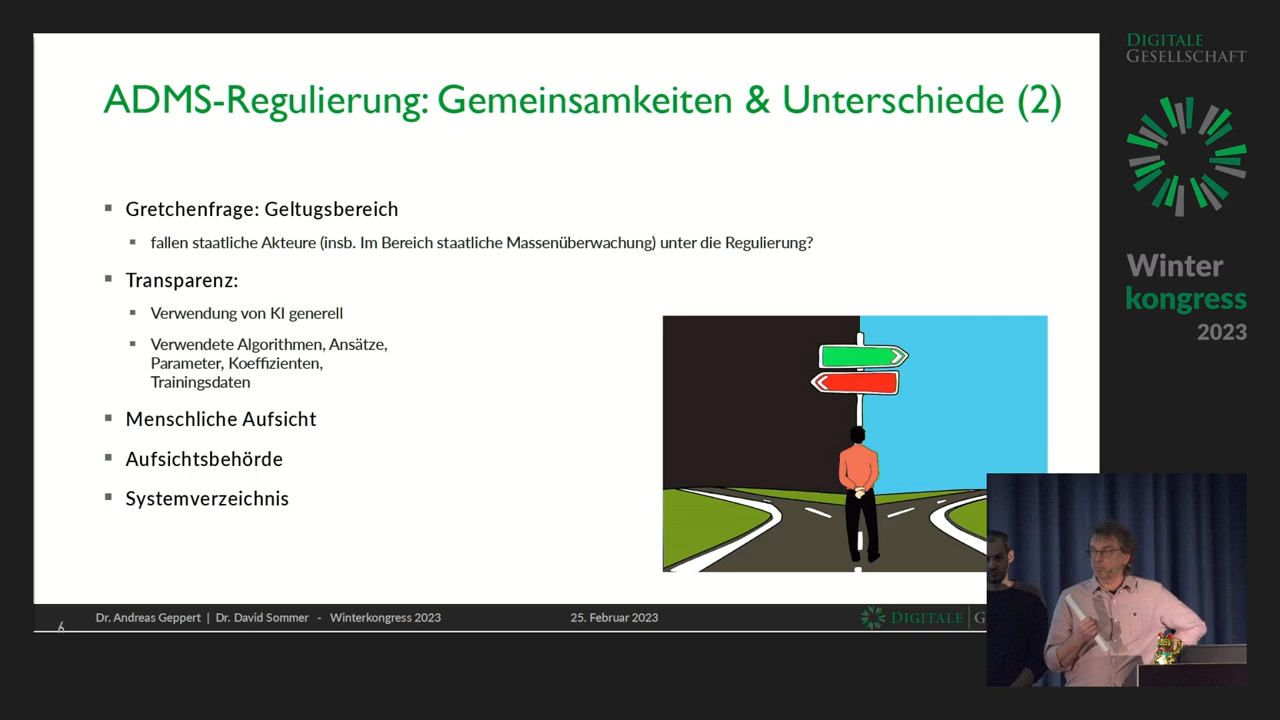 ADMS-Regulierung: Gemeinsamkeiten & Unterschiede (2)
Gretchenfrage: Geltugsbereich
fallen staatliche Akteure (insb. Im Bereich staatliche Massenüberwachung) unter die Regulierung?
Transparenz:
Verwendung von KI generell
Verwendete Algorithmen, Ansätze,
Parameter, Koeffizienten,
Trainingsdaten
Menschliche Aufsicht
Aufsichtsbehörde
Systemverzeichnis
6
Dr. Andreas Geppert | Dr. David Sommer - Winterkongress 2023
25. Februar 2023
DIGITALE G
DIGITALE
GESELLSCHAFT
Winter
kongress
2023